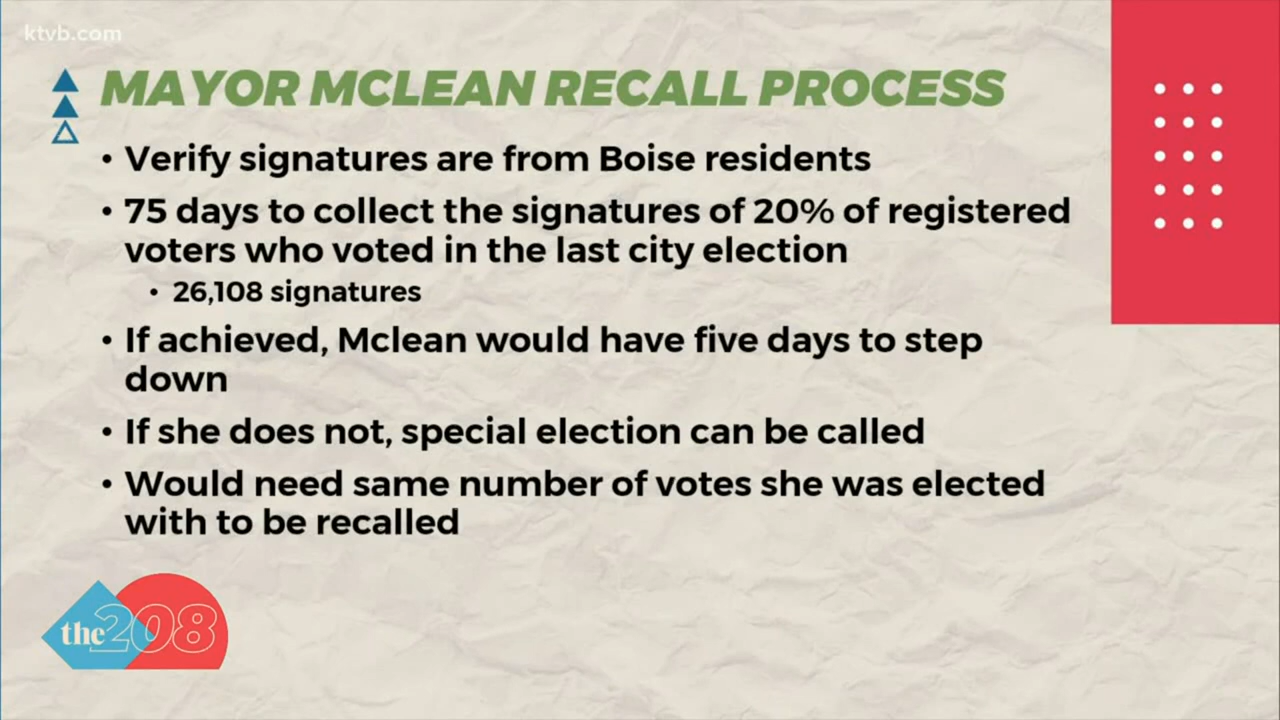 ktvb.com
MAYOR MCLEAN RECALL PROCESS
• Verify signatures are from Boise residents
• 75 days to collect the signatures of 20% of registered
voters who voted in the last city election
• 26,108 signatures
• If achieved, Mclean would have five days to step
down
• If she does not, special election can be called
• Would need same number of votes she was elected
with to be recalled
the 208